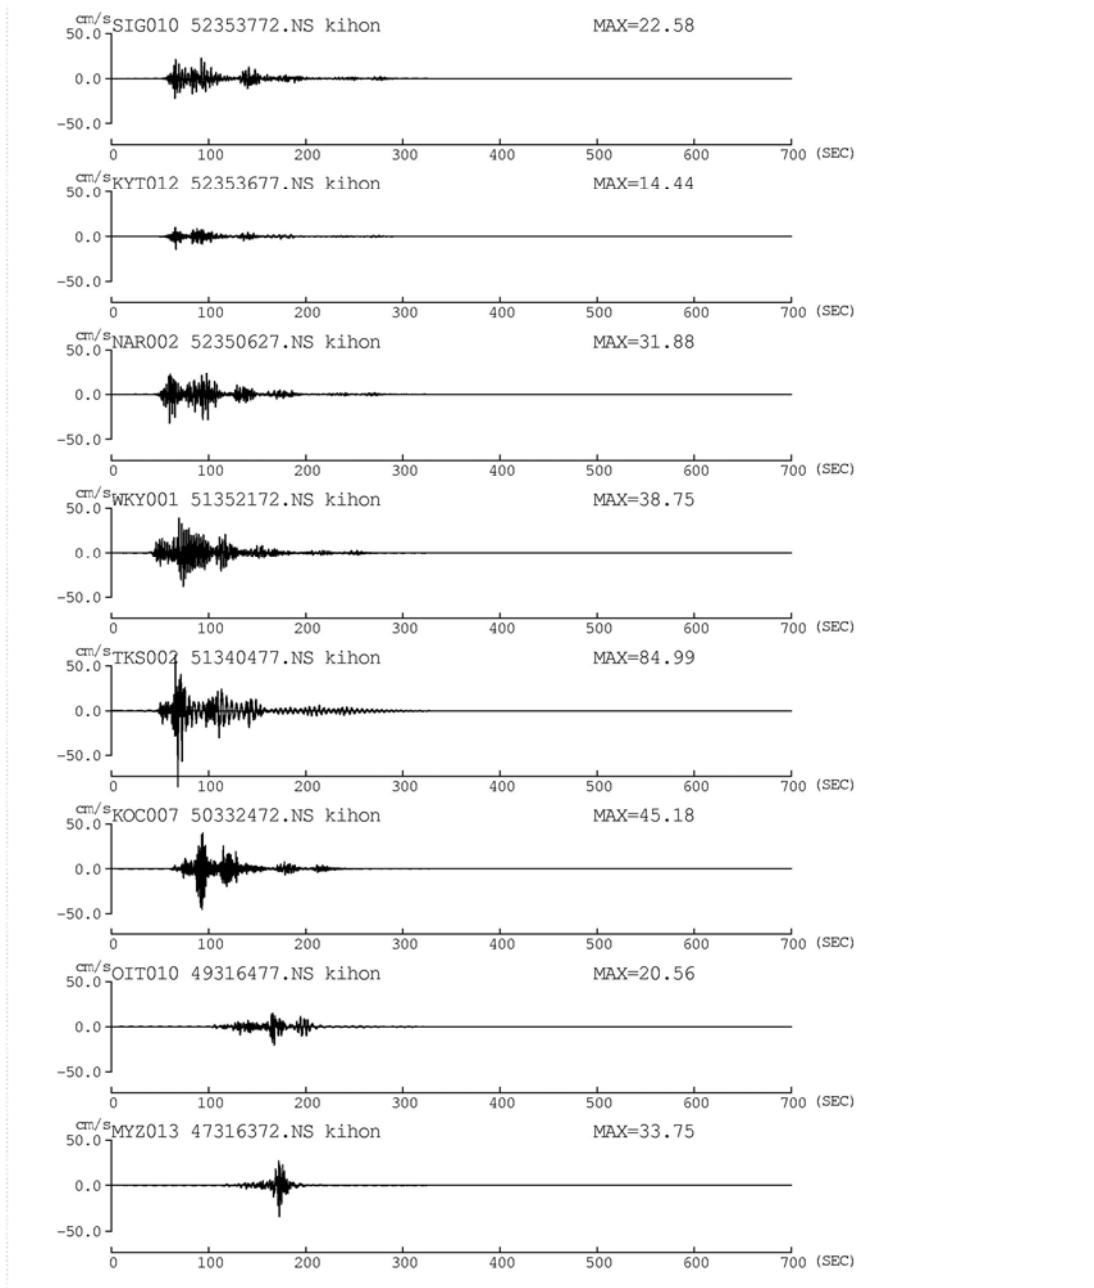 cm/s SIG010 52353772.NS kihon MAX=22.58
50.0
0.0
-50.0
0 100 200 300 400 500 600 700 (SEC)
cm/s KYT012 52353677.NS kihon MAX=14.44
50.0
0.0
-50.0
0 100 200 300 400 500 600 700 (SEC)
cm/s NAR002 52350627.NS kihon MAX=31.88
50.0
0.0
-50.0
0 100 200 300 400 500 600 700 (SEC)
cm/s WKY001 51352172.NS kihon MAX=38.75
50.0
0.0
-50.0
0 100 200 300 400 500 600 700 (SEC)
cm/s TKS002 51340477.NS kihon MAX=84.99
50.0
0.0
-50.0
0 100 200 300 400 500 600 700 (SEC)
cm/s KOC007 50332472.NS kihon MAX=45.18
50.0
0.0
-50.0
0 100 200 300 400 500 600 700 (SEC)
cm/s OIT010 49316477.NS kihon MAX=20.56
50.0
0.0
-50.0
0 100 200 300 400 500 600 700 (SEC)
cm/s MYZ013 47316372.NS kihon MAX=33.75
50.0
0.0
-50.0
0 100 200 300 400 500 600 700 (SEC)